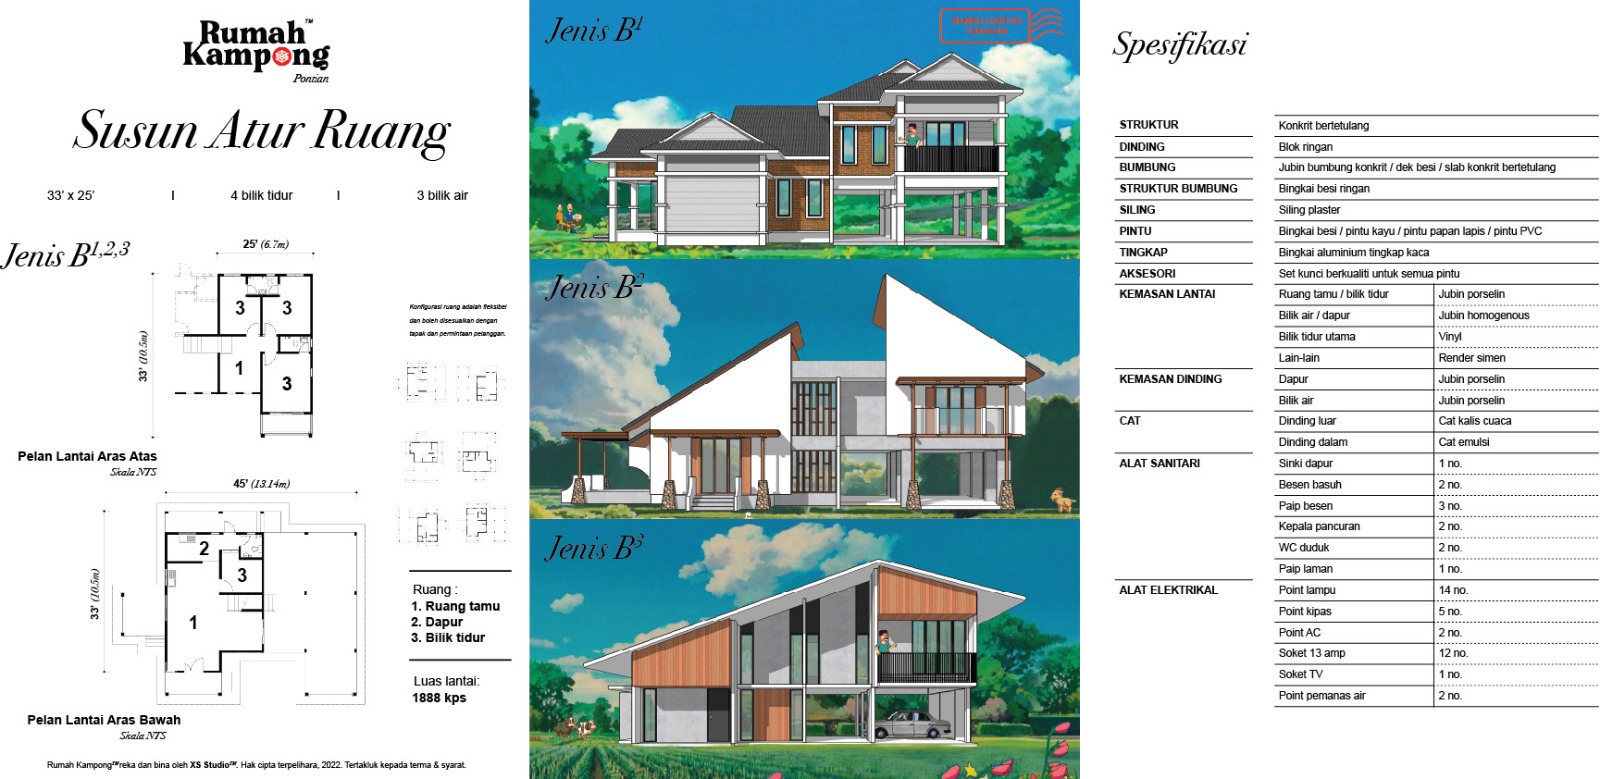 Rumah™
Kampong
Pontian
Susun Atur Ruang
33' x 25' | 4 bilik tidur | 3 bilik air
Jenis B1,2,3
25' (6.7m)
33' (10.5m)
3 3
1
3
Pelan Lantai Aras Atas
Skala NTS
45' (13.14m)
33' (10.5m)
2
3
1
Pelan Lantai Aras Bawah
Skala NTS
Konfigurasi ruang adalah fleksibel
dan boleh disesuaikan dengan
tapak dan permintaan pelanggan.
Ruang :
1. Ruang tamu
2. Dapur
3. Bilik tidur
Luas lantai:
1888 kps
Rumah Kampong™reka dan bina oleh XS Studio™. Hak cipta terpelihara, 2022. Tertakluk kepada terma & syarat.
Jenis B1
Jenis B2
Jenis B3
Spesifikasi
STRUKTUR Konkrit bertetulang
DINDING Blok ringan
BUMBUNG Jubin bumbung konkrit / dek besi / slab konkrit bertetulang
STRUKTUR BUMBUNG Bingkai besi ringan
SILING Siling plaster
PINTU Bingkai besi / pintu kayu / pintu papan lapis / pintu PVC
TINGKAP Bingkai aluminium tingkap kaca
AKSESORI Set kunci berkualiti untuk semua pintu
KEMASAN LANTAI Ruang tamu / bilik tidur Jubin porselin
Bilik air / dapur Jubin homogenous
Bilik tidur utama Vinyl
Lain-lain Render simen
KEMASAN DINDING Dapur Jubin porselin
Bilik air Jubin porselin
CAT Dinding luar Cat kalis cuaca
Dinding dalam Cat emulsi
ALAT SANITARI Sinki dapur 1 no.
Besen basuh 2 no.
Paip besen 3 no.
Kepala pancuran 2 no.
WC duduk 2 no.
Paip laman 1 no.
ALAT ELEKTRIKAL Point lampu 14 no.
Point kipas 5 no.
Point AC 2 no.
Soket 13 amp 12 no.
Soket TV 1 no.
Point pemanas air 2 no.